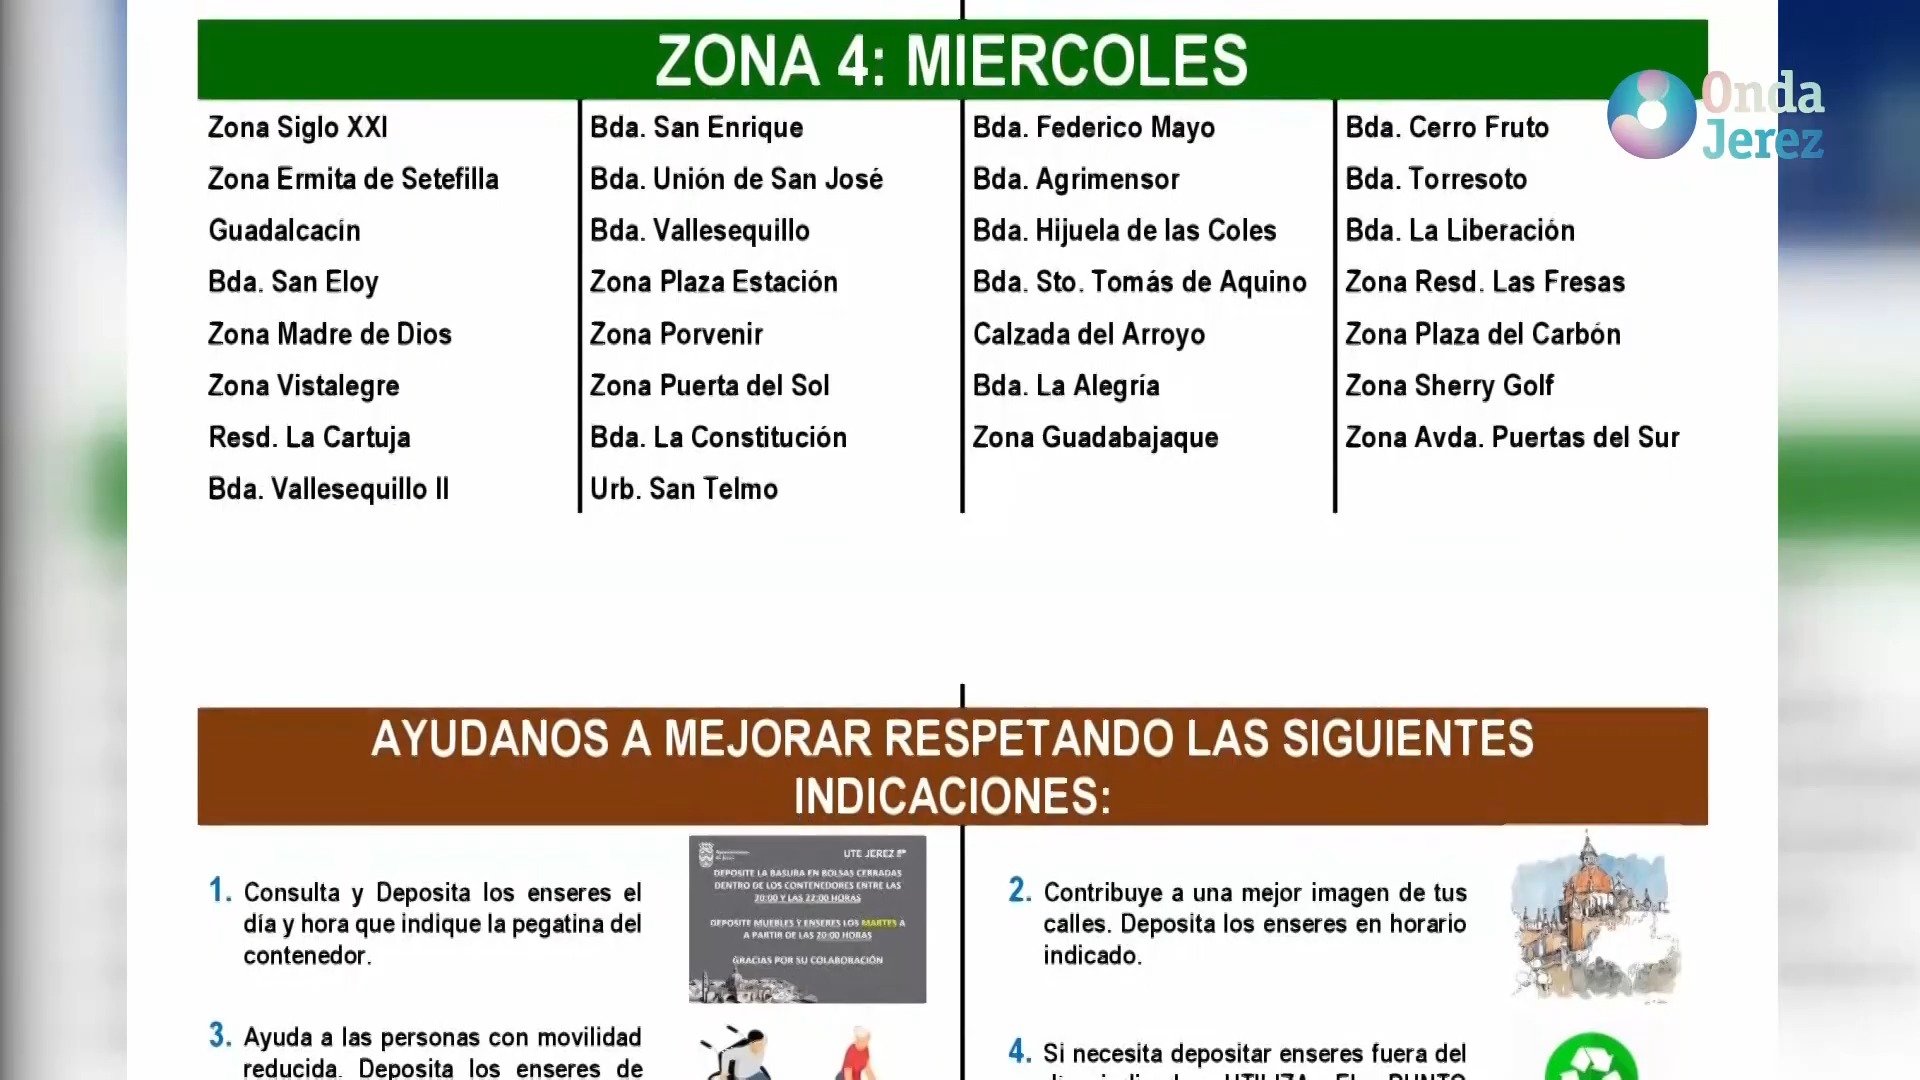 ZONA 4: MIERCOLES
Onda
Jerez
Zona Siglo XXI
Zona Ermita de Setefilla
Guadalcacín
Bda. San Eloy
Zona Madre de Dios
Zona Vistalegre
Resd. La Cartuja
Bda. Vallesequillo II
Bda. San Enrique
Bda. Unión de San José
Bda. Vallesequillo
Zona Plaza Estación
Zona Porvenir
Zona Puerta del Sol
Bda. La Constitución
Urb. San Telmo
Bda. Federico Mayo
Bda. Agrimensor
Bda. Hijuela de las Coles
Bda. Sto. Tomás de Aquino
Calzada del Arroyo
Bda. La Alegría
Zona Guadabajaque
Bda. Cerro Fruto
Bda. Torresoto
Bda. La Liberación
Zona Resd. Las Fresas
Zona Plaza del Carbón
Zona Sherry Golf
Zona Avda. Puertas del Sur
AYUDANOS A MEJORAR RESPETANDO LAS SIGUIENTES
INDICACIONES:
1. Consulta y Deposita los enseres el
día y hora que indique la pegatina del
contenedor.
UTE JEREZ
DEPOSITE LA BASURA EN BOLSAS CERRADAS
DENTRO DE LOS CONTENEDORES ENTRE LAS
20:00 Y LAS 22:00 HORAS
DEPOSITE MUEBLES Y ENSERES LOS MARTES A
A PARTIR DE LAS 20:00 HORAS
GRACIAS POR SU COLABORACIÓN
2. Contribuye a una mejor imagen de tus
calles. Deposita los enseres en horario
indicado.
3. Ayuda a las personas con movilidad
reducida. Deposita los enseres de
4. Si necesita depositar enseres fuera del